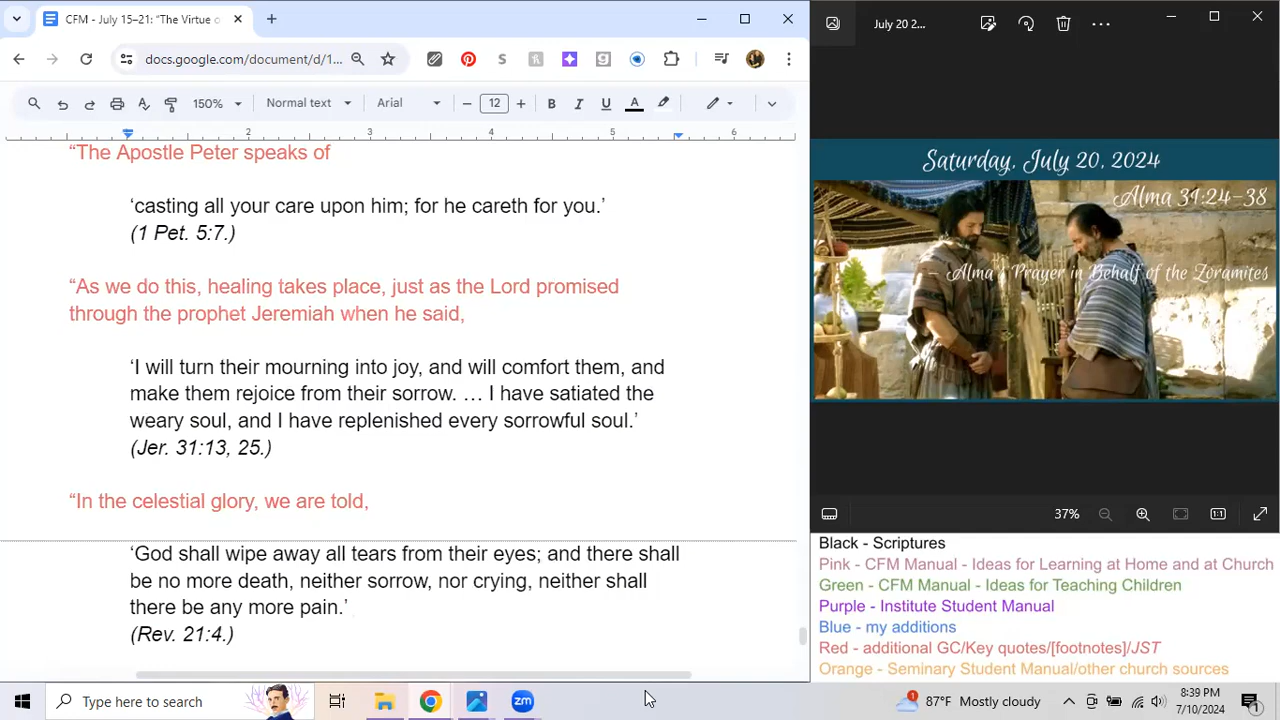 CFM - July 15–21: “The Virtue o
July 20 2...
docs.google.com/document/d/1...
150%
Normal text
Arial
12
2
3
4
5
6
“The Apostle Peter speaks of
‘casting all your care upon him; for he careth for you.’
(1 Pet. 5:7.)
“As we do this, healing takes place, just as the Lord promised
through the prophet Jeremiah when he said,
‘I will turn their mourning into joy, and will comfort them, and
make them rejoice from their sorrow. … I have satiated the
weary soul, and I have replenished every sorrowful soul.’
(Jer. 31:13, 25.)
“In the celestial glory, we are told,
‘God shall wipe away all tears from their eyes; and there shall
be no more death, neither sorrow, nor crying, neither shall
there be any more pain.’
(Rev. 21:4.)
Saturday, July 20, 2024
Alma 31:24–38
– Alma’s Prayer in Behalf of the Zoramites
37%
1:1
Black - Scriptures
Pink - CFM Manual - Ideas for Learning at Home and at Church
Green - CFM Manual - Ideas for Teaching Children
Purple - Institute Student Manual
Blue - my additions
Red - additional GC/Key quotes/[footnotes]/JST
Orange - Seminary Student Manual/other church sources
Type here to search
zm
1
87°F Mostly cloudy
8:39 PM
7/10/2024
1